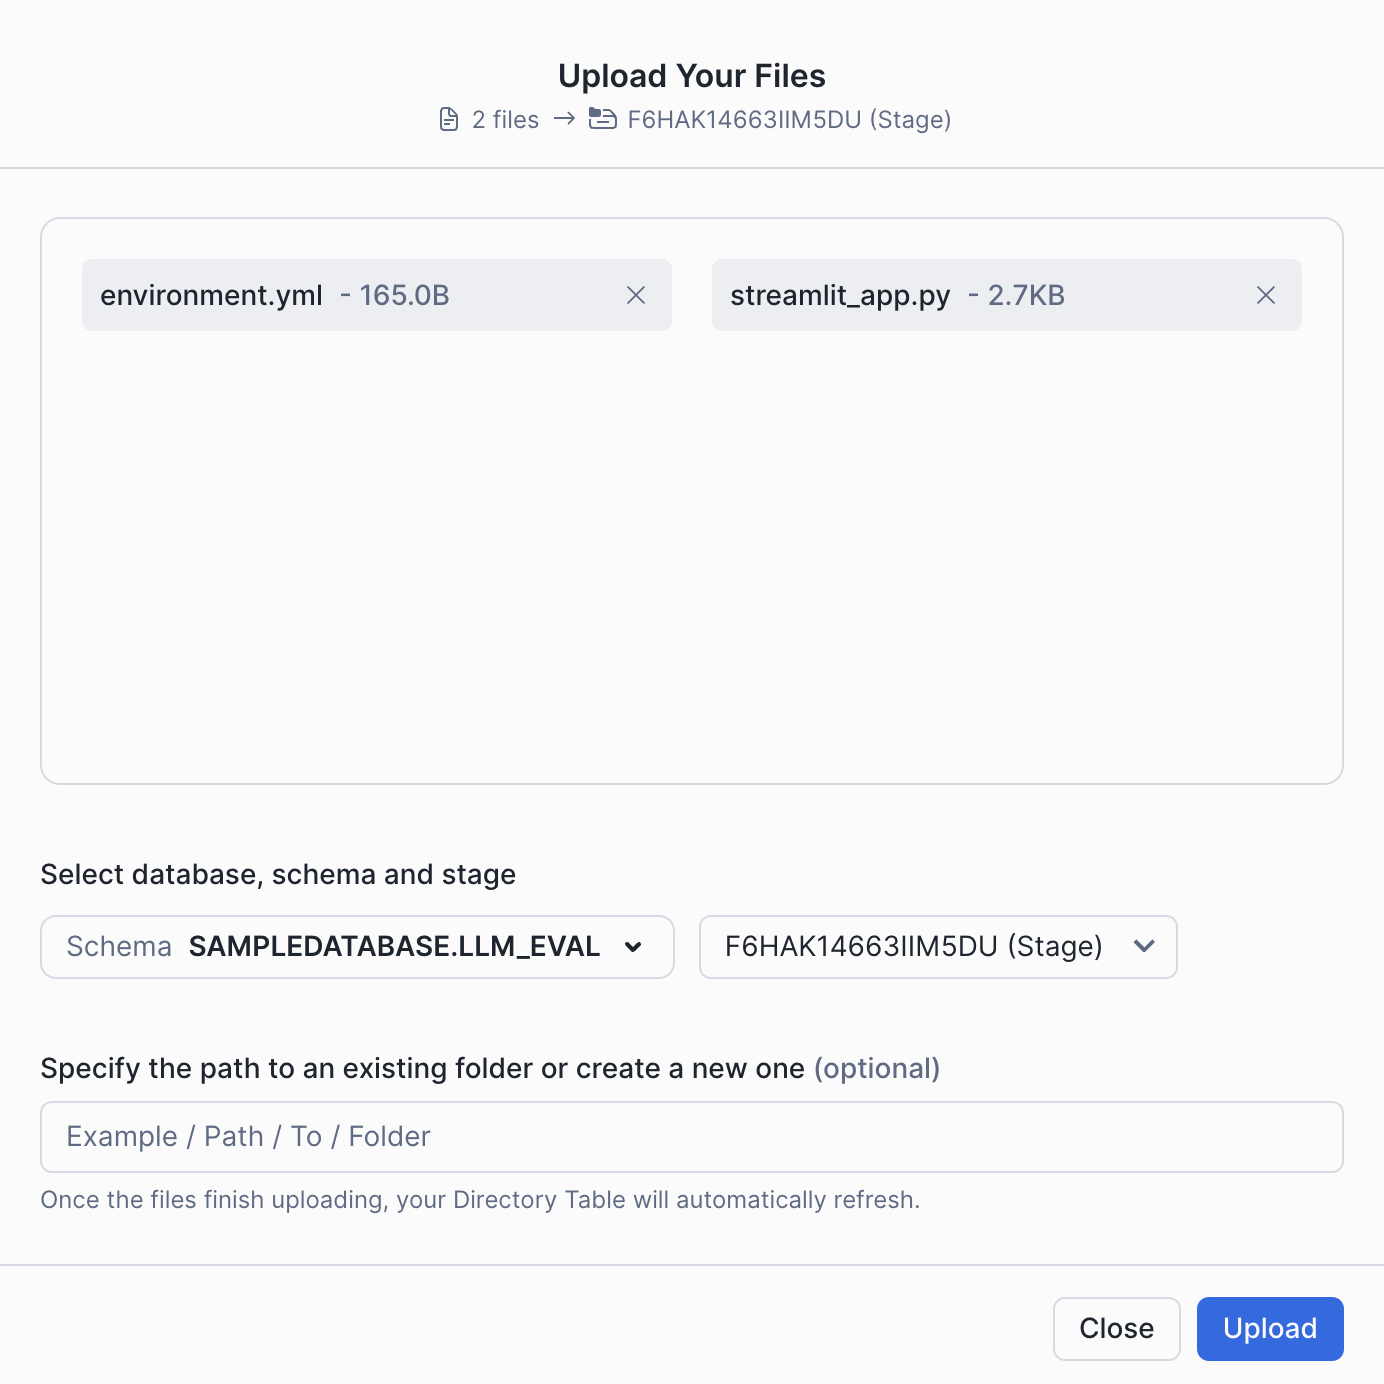 Upload Your Files
2 files → F6HAK14663IIM5DU (Stage)
environment.yml - 165.0B
streamlit_app.py - 2.7KB
Select database, schema and stage
Schema SAMPLEDATABASE.LLM_EVAL
F6HAK14663IIM5DU (Stage)
Specify the path to an existing folder or create a new one (optional)
Example / Path / To / Folder
Once the files finish uploading, your Directory Table will automatically refresh.
Close
Upload